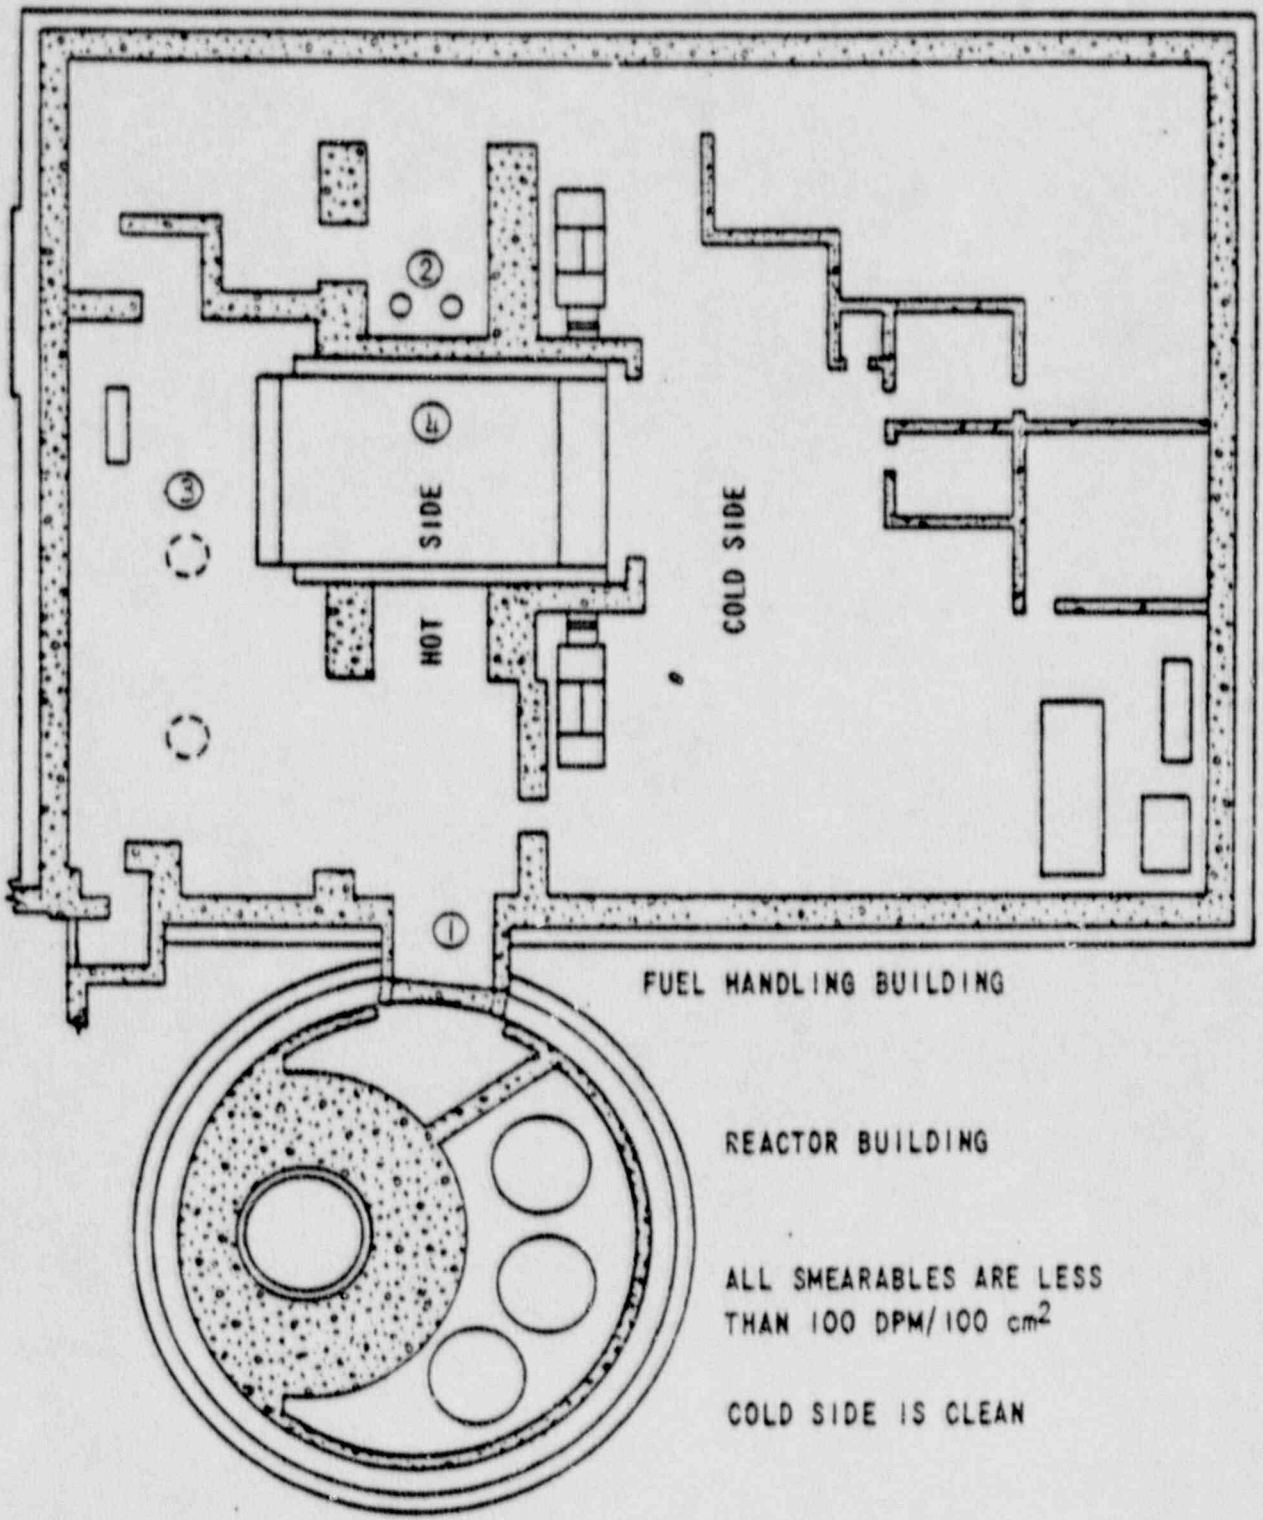 ②
④
③
HOT SIDE
COLD SIDE
①
FUEL HANDLING BUILDING
REACTOR BUILDING
ALL SMEARABLES ARE LESS
THAN 100 DPM/100 cm²
COLD SIDE IS CLEAN